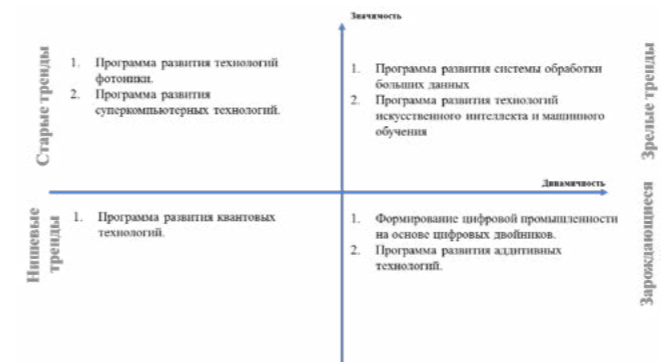 Значимость
Старые тренды
1. Программа развития технологий
фотоники.
2. Программа развития
суперкомпьютерных технологий.
1. Программа развития системы обработки
больших данных
2. Программа развития технологий
искусственного интеллекта и машинного
обучения
Зрелые тренды
Динамичность
Нишевые
тренды
1. Программа развития квантовых
технологий.
1. Формирование цифровой промышленности
на основе цифровых двойников.
2. Программа развития аддитивных
технологий.
Зарождающиеся